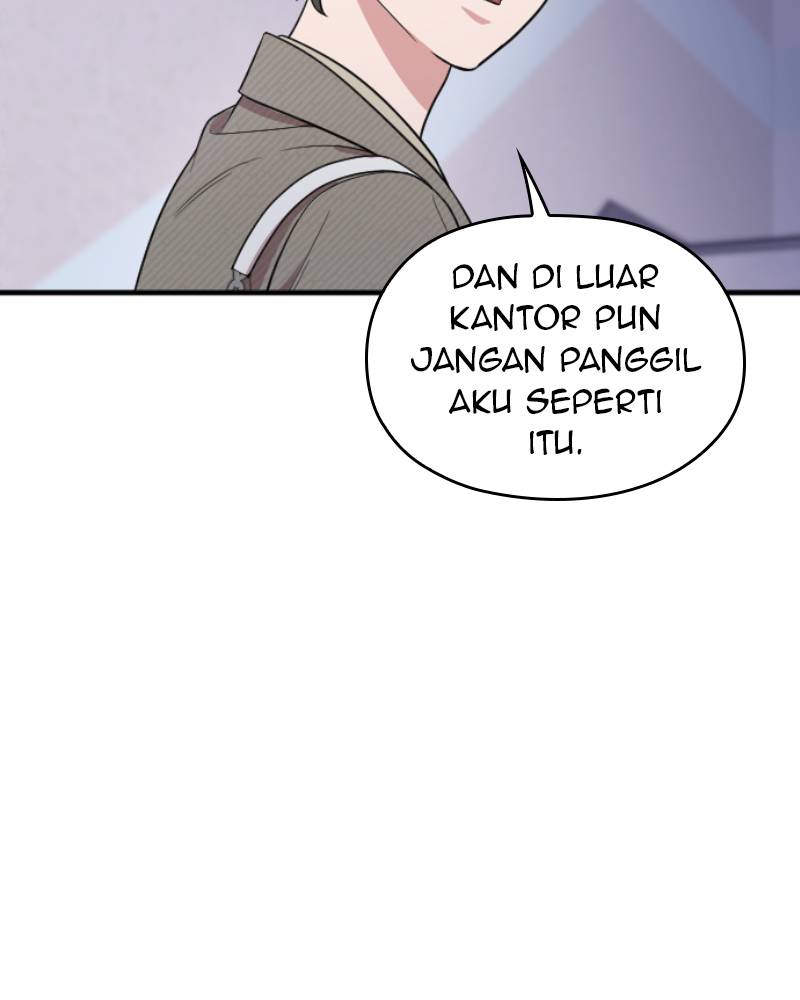 DAN DI LUAR
KANTOR PUN
JANGAN PANGGIL
AKU SEPERTI
ITU.